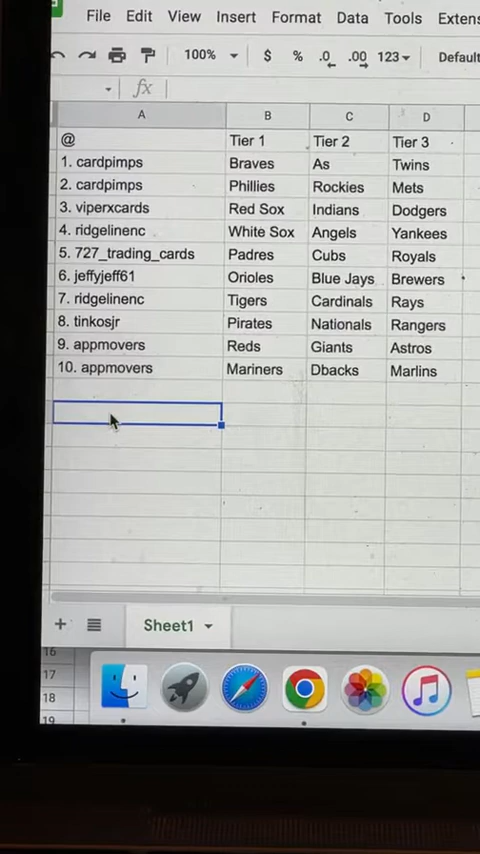 File Edit View Insert Format Data Tools Extens
100% $ % .0 .00 123 Default
fx
A B C D
@ Tier 1 Tier 2 Tier 3
1. cardpimps Braves As Twins
2. cardpimps Phillies Rockies Mets
3. viperxcards Red Sox Indians Dodgers
4. ridgelinenc White Sox Angels Yankees
5. 727_trading_cards Padres Cubs Royals
6. jeffyjeff61 Orioles Blue Jays Brewers
7. ridgelinenc Tigers Cardinals Rays
8. tinkosjr Pirates Nationals Rangers
9. appmovers Reds Giants Astros
10. appmovers Mariners Dbacks Marlins
+ Sheet1
16
17
18
19